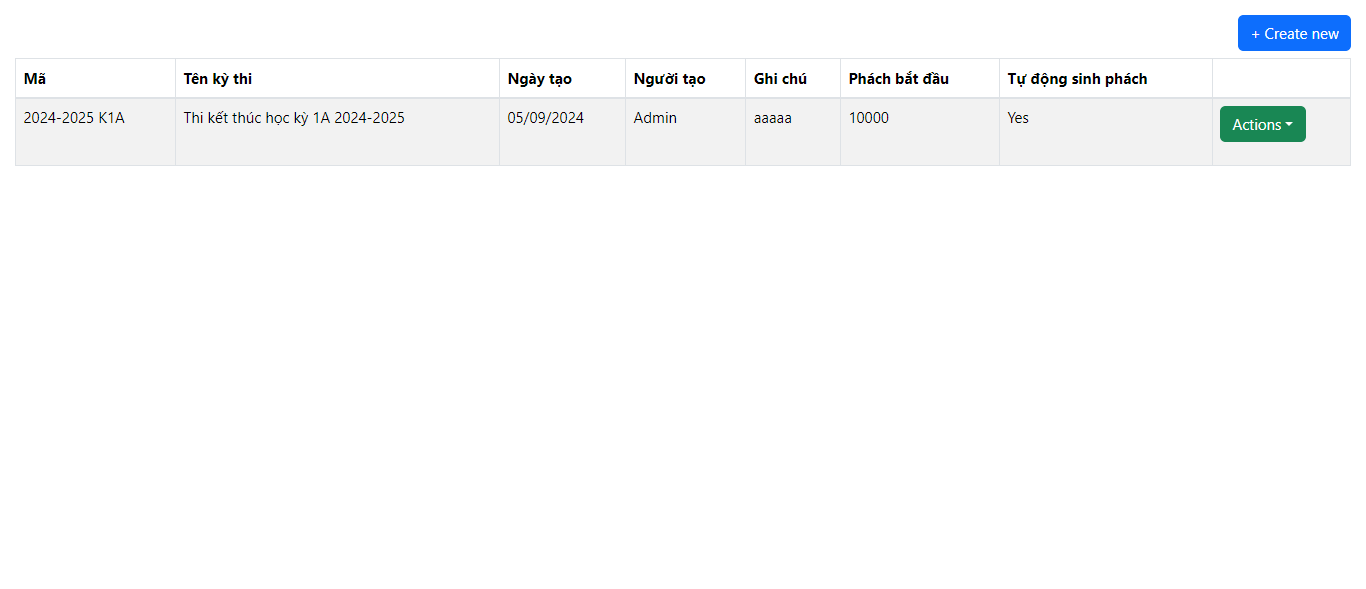 + Create new
Mã Tên kỳ thi Ngày tạo Người tạo Ghi chú Phách bắt đầu Tự động sinh phách
2024-2025 K1A Thi kết thúc học kỳ 1A 2024-2025 05/09/2024 Admin aaaaa 10000 Yes Actions